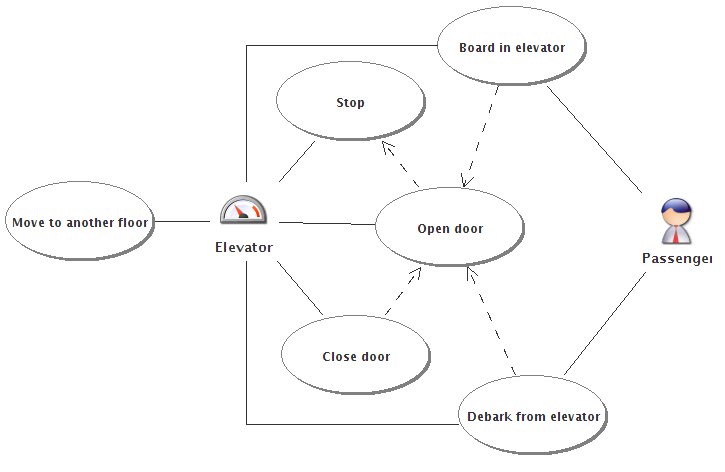 Board in elevator
Stop
Move to another floor
Elevator
Open door
Passenger
Close door
Debark from elevator